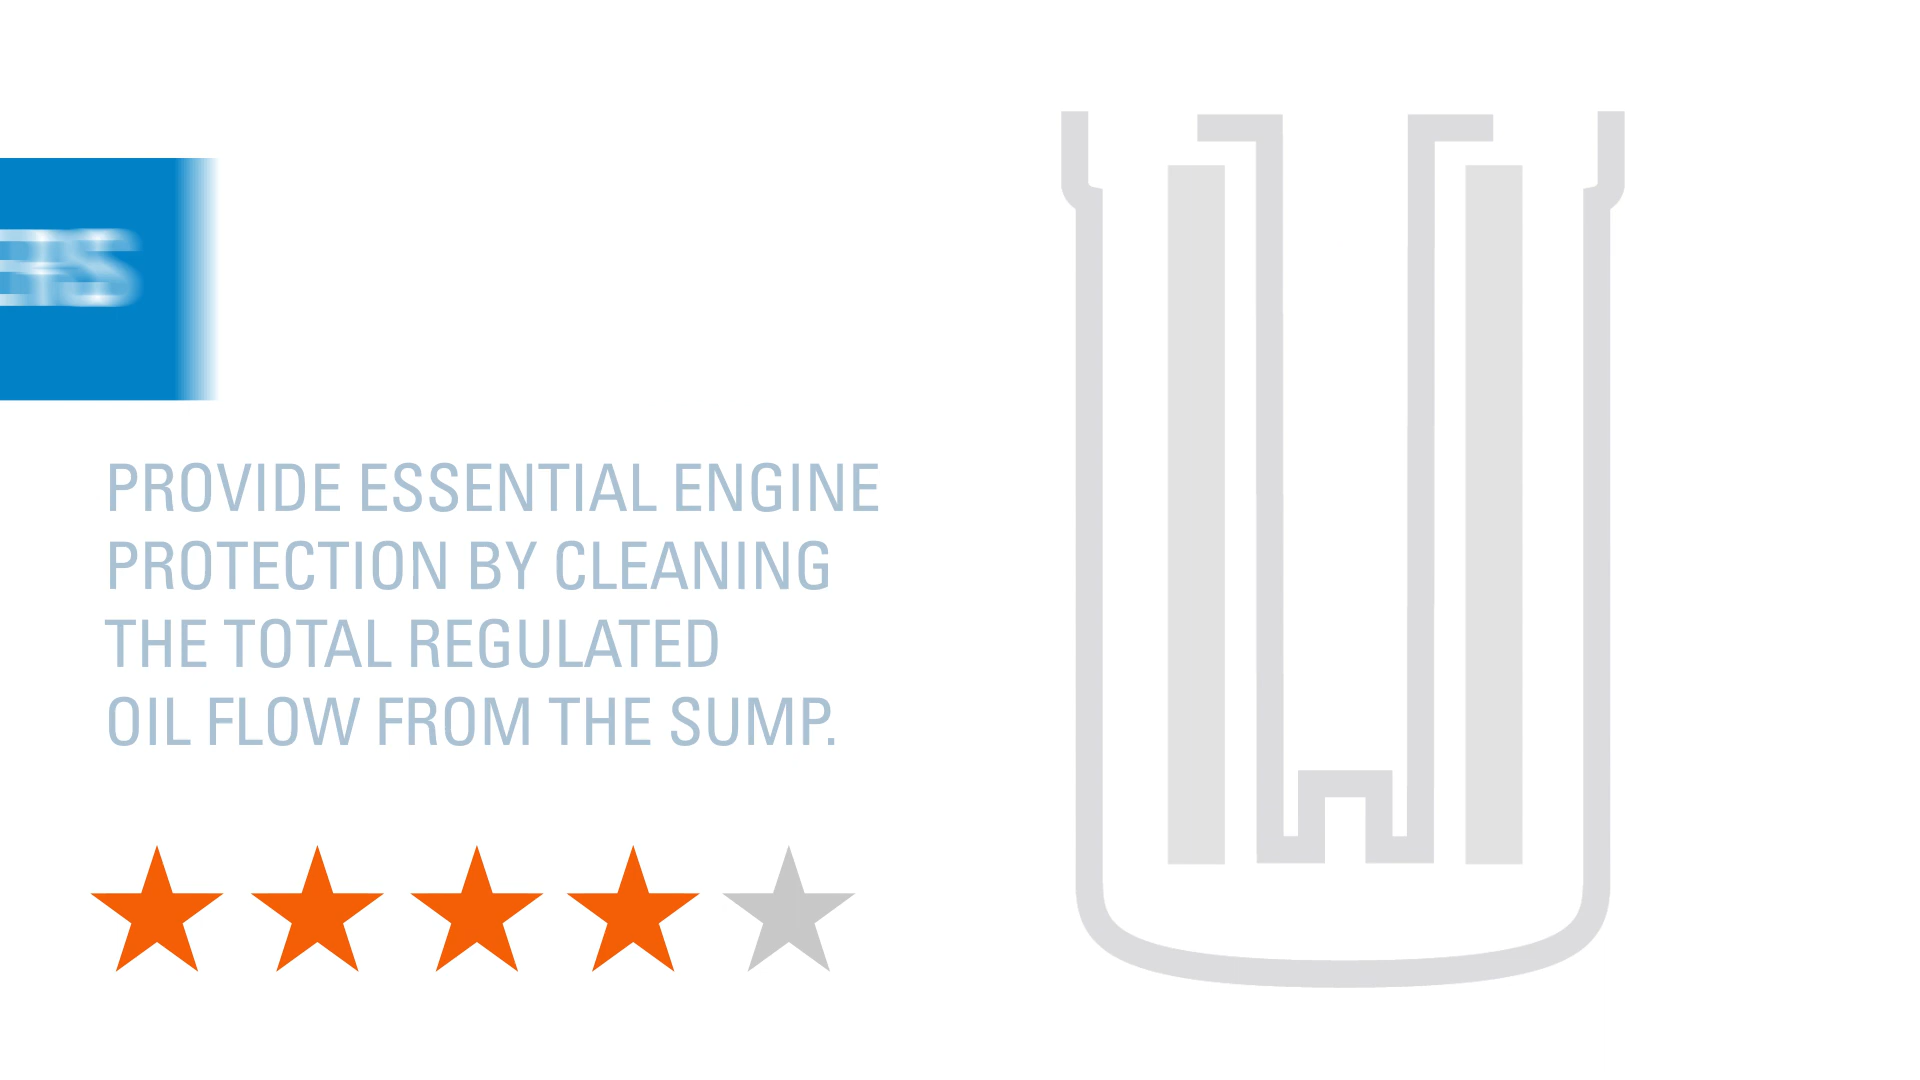 PROVIDE ESSENTIAL ENGINE
PROTECTION BY CLEANING
THE TOTAL REGULATED
OIL FLOW FROM THE SUMP.